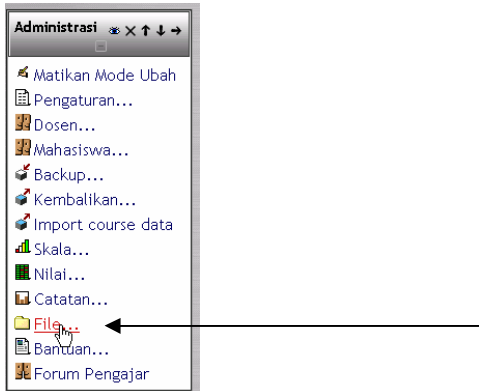 Administrasi
Matikan Mode Ubah
Pengaturan...
Dosen...
Mahasiswa...
Backup...
Kembalikan...
Import course data
Skala...
Nilai...
Catatan...
File...
Bantuan...
Forum Pengajar